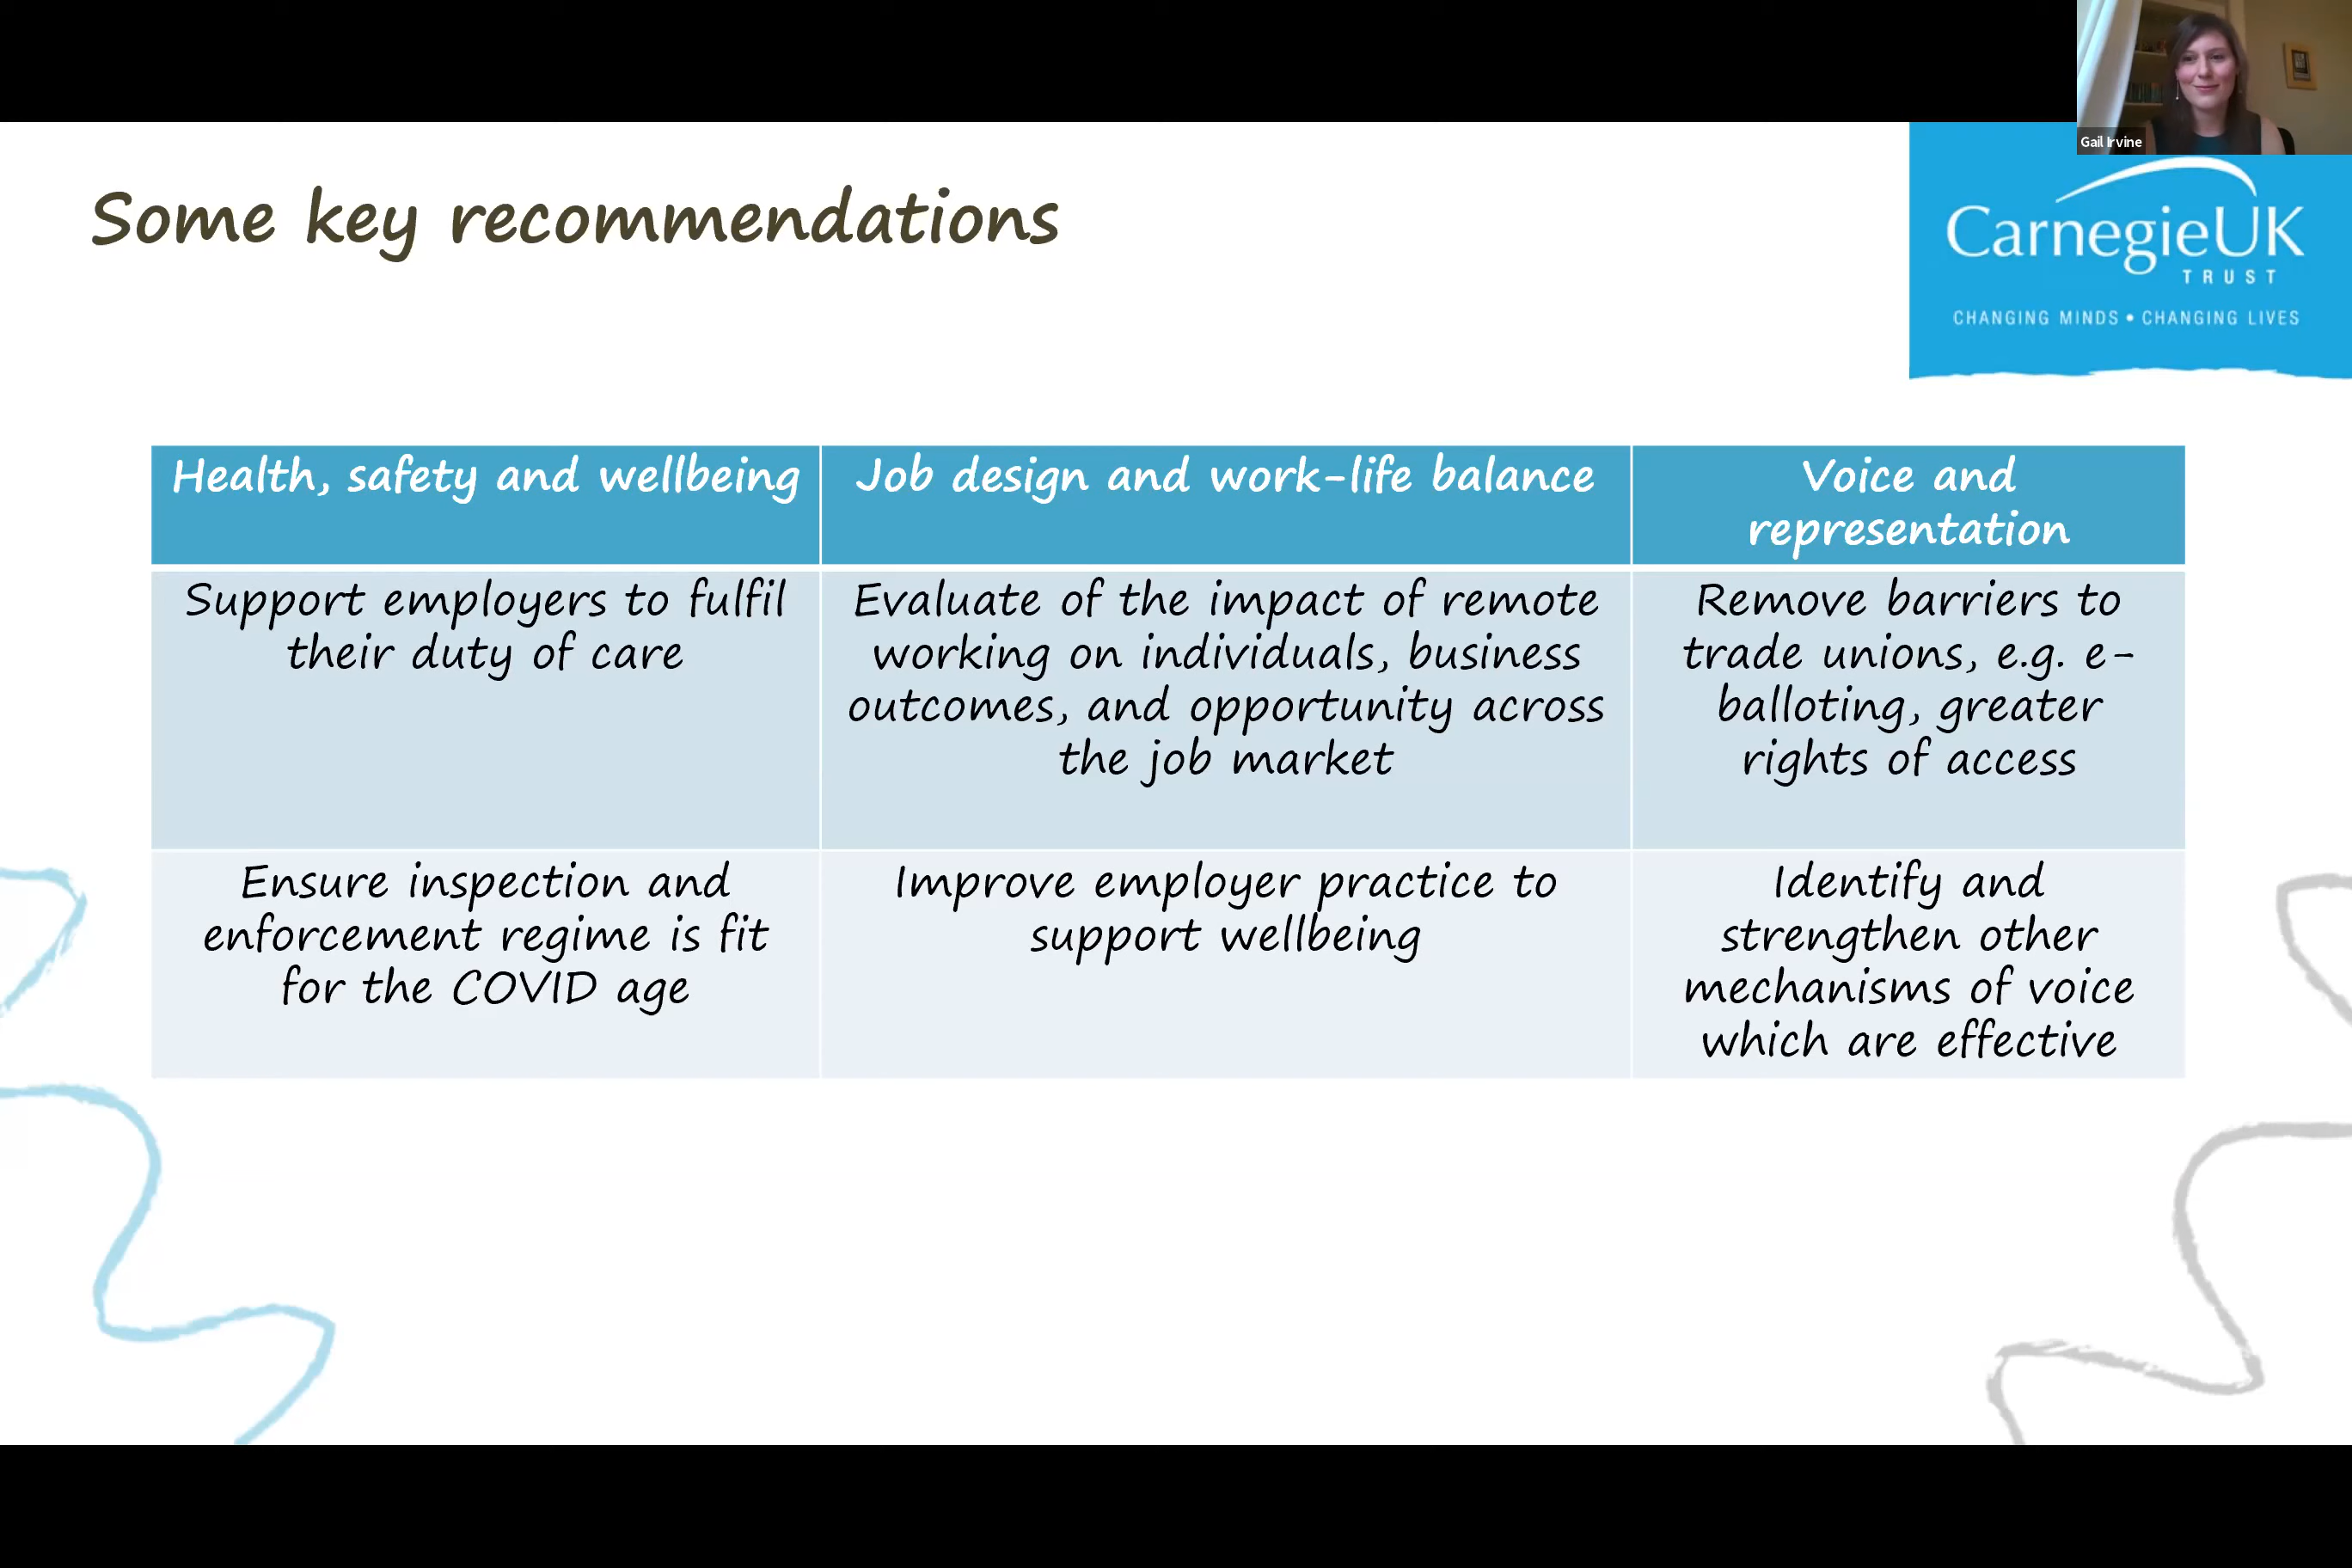 Gail Irvine
Some key recommendations
CarnegieUK
TRUST
CHANGING MINDS • CHANGING LIVES
Health, safety and wellbeing
Job design and work-life balance
Voice and
representation
Support employers to fulfil
their duty of care
Evaluate of the impact of remote
working on individuals, business
outcomes, and opportunity across
the job market
Remove barriers to
trade unions, e.g. e-
balloting, greater
rights of access
Ensure inspection and
enforcement regime is fit
for the COVID age
Improve employer practice to
support wellbeing
Identify and
strengthen other
mechanisms of voice
which are effective